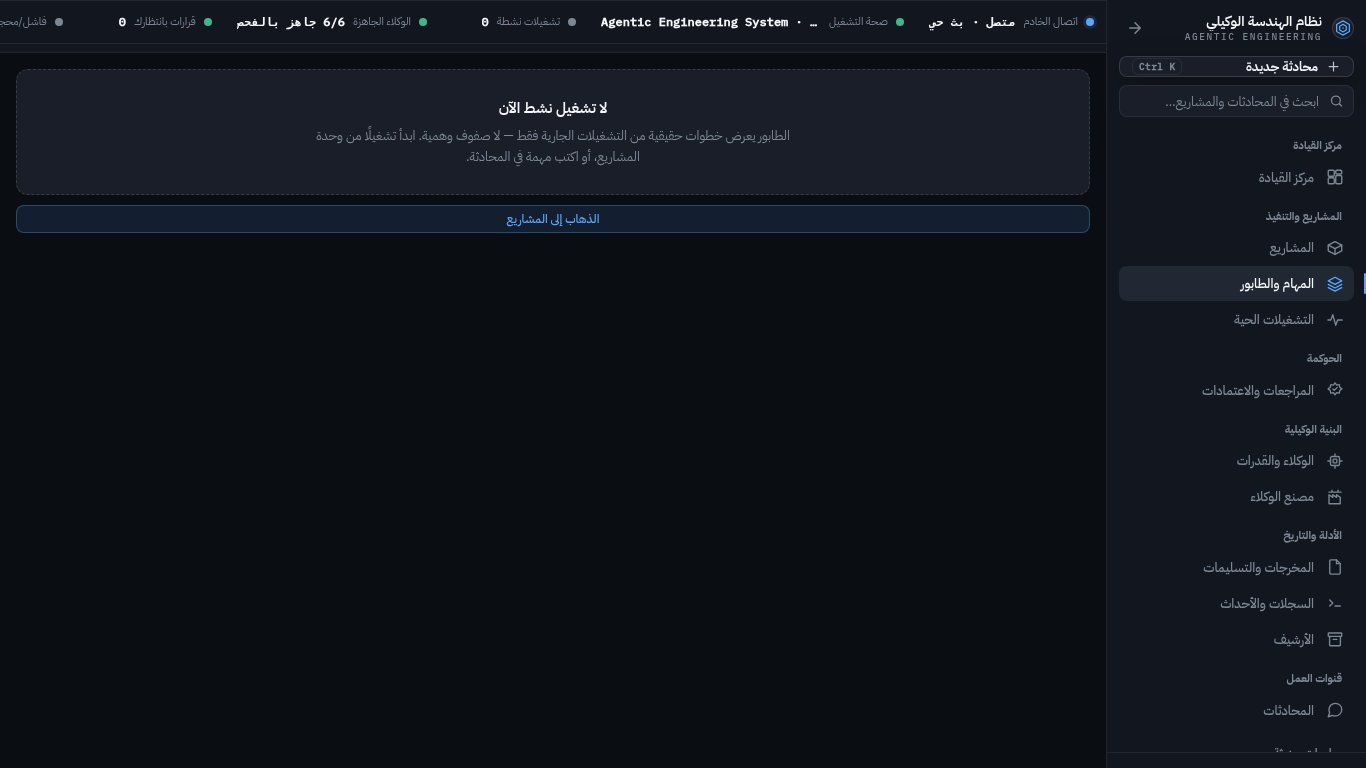 نظام الهندسة الوكيلي
AGENTIC ENGINEERING
محادثة جديدة
Ctrl K
ابحث في المحادثات والمشاريع...
مركز القيادة
مركز القيادة
المشاريع والتنفيذ
المشاريع
المهام والطابور
التشغيلات الحية
الحوكمة
المراجعات والاعتمادات
البنية الوكيلية
الوكلاء والقدرات
مصنع الوكلاء
الأدلة والتاريخ
المخرجات والتسليمات
السجلات والأحداث
الأرشيف
قنوات العمل
المحادثات
اتصال الخادم متصل · بث حي
صحة التشغيل Agentic Engineering System · …
تشغيلات نشطة 0
الوكلاء الجاهزة 6/6 جاهز بالفحص
قرارات بانتظارك 0
لا تشغيل نشط الآن
الطابور يعرض خطوات حقيقية من التشغيلات الجارية فقط — لا صفوف وهمية. ابدأ تشغيلًا من وحدة
المشاريع، أو اكتب مهمة في المحادثة.
الذهاب إلى المشاريع